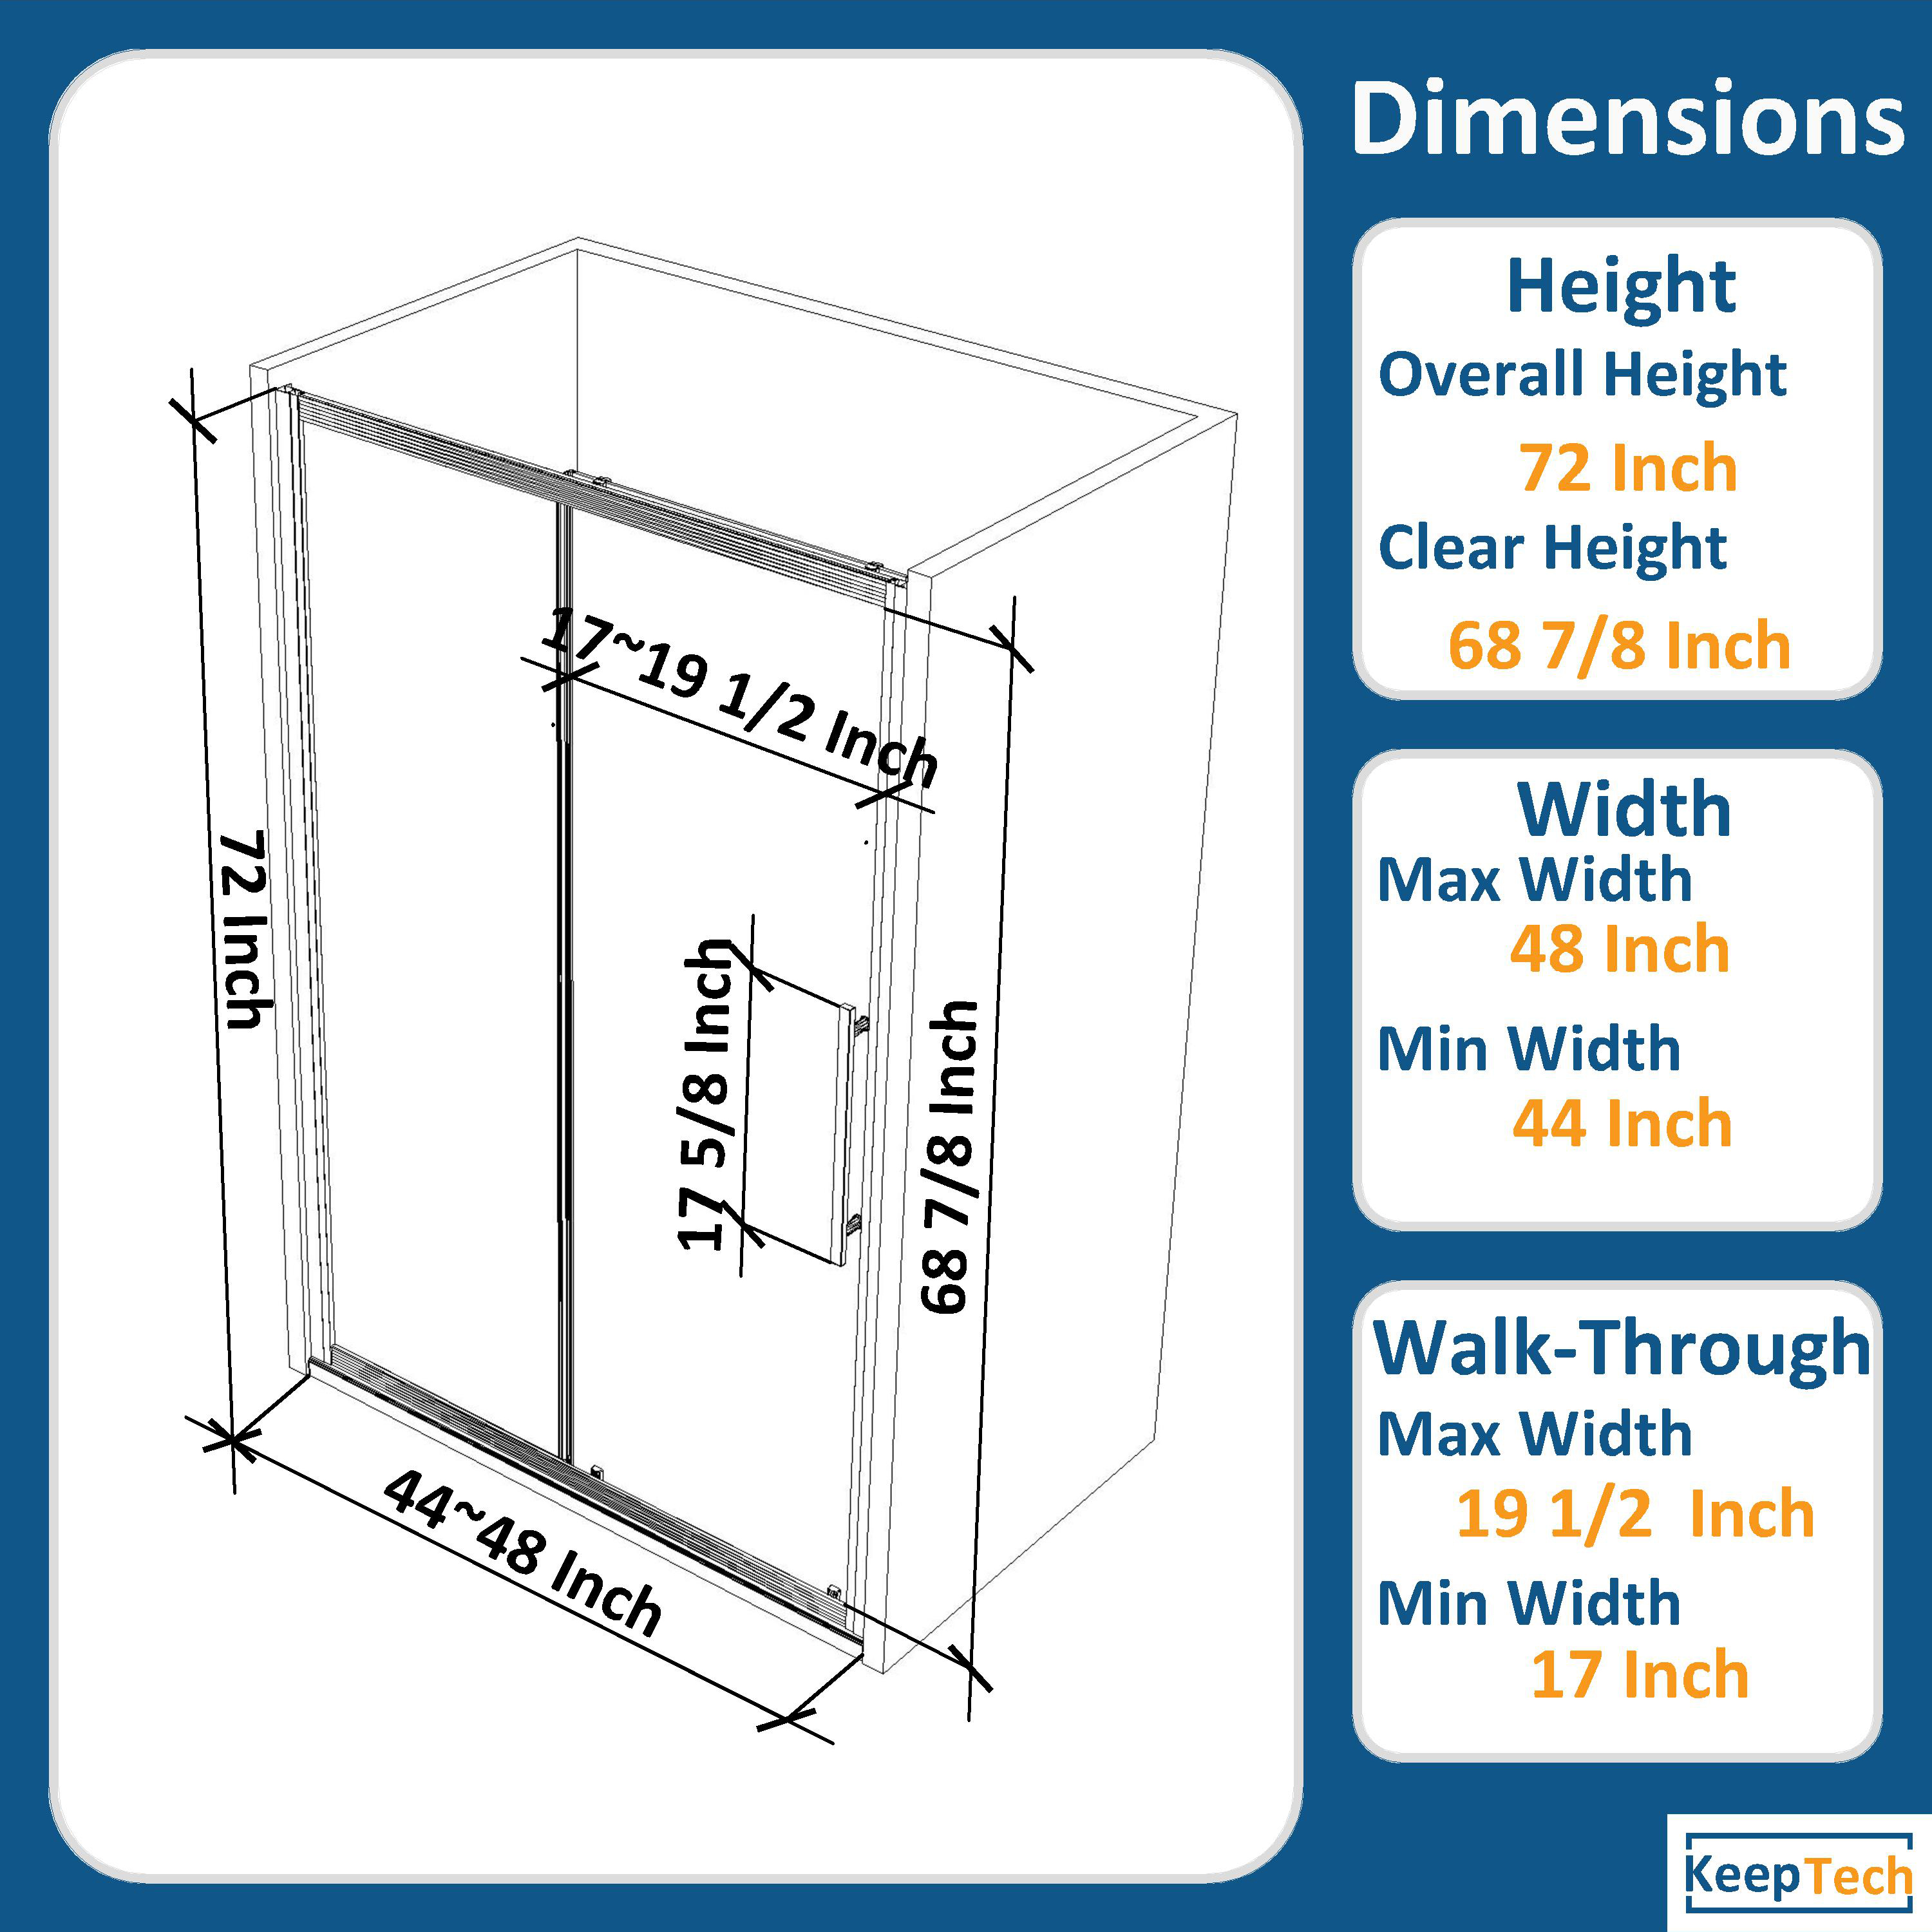 Dimensions
Height
Overall Height
72 Inch
Clear Height
68 7/8 Inch
Width
Max Width
48 Inch
Min Width
44 Inch
Walk-Through
Max Width
19 1/2 Inch
Min Width
17 Inch
17~19 1/2 Inch
72 Inch
17 5/8 Inch
68 7/8 Inch
44~48 Inch
KeepTech